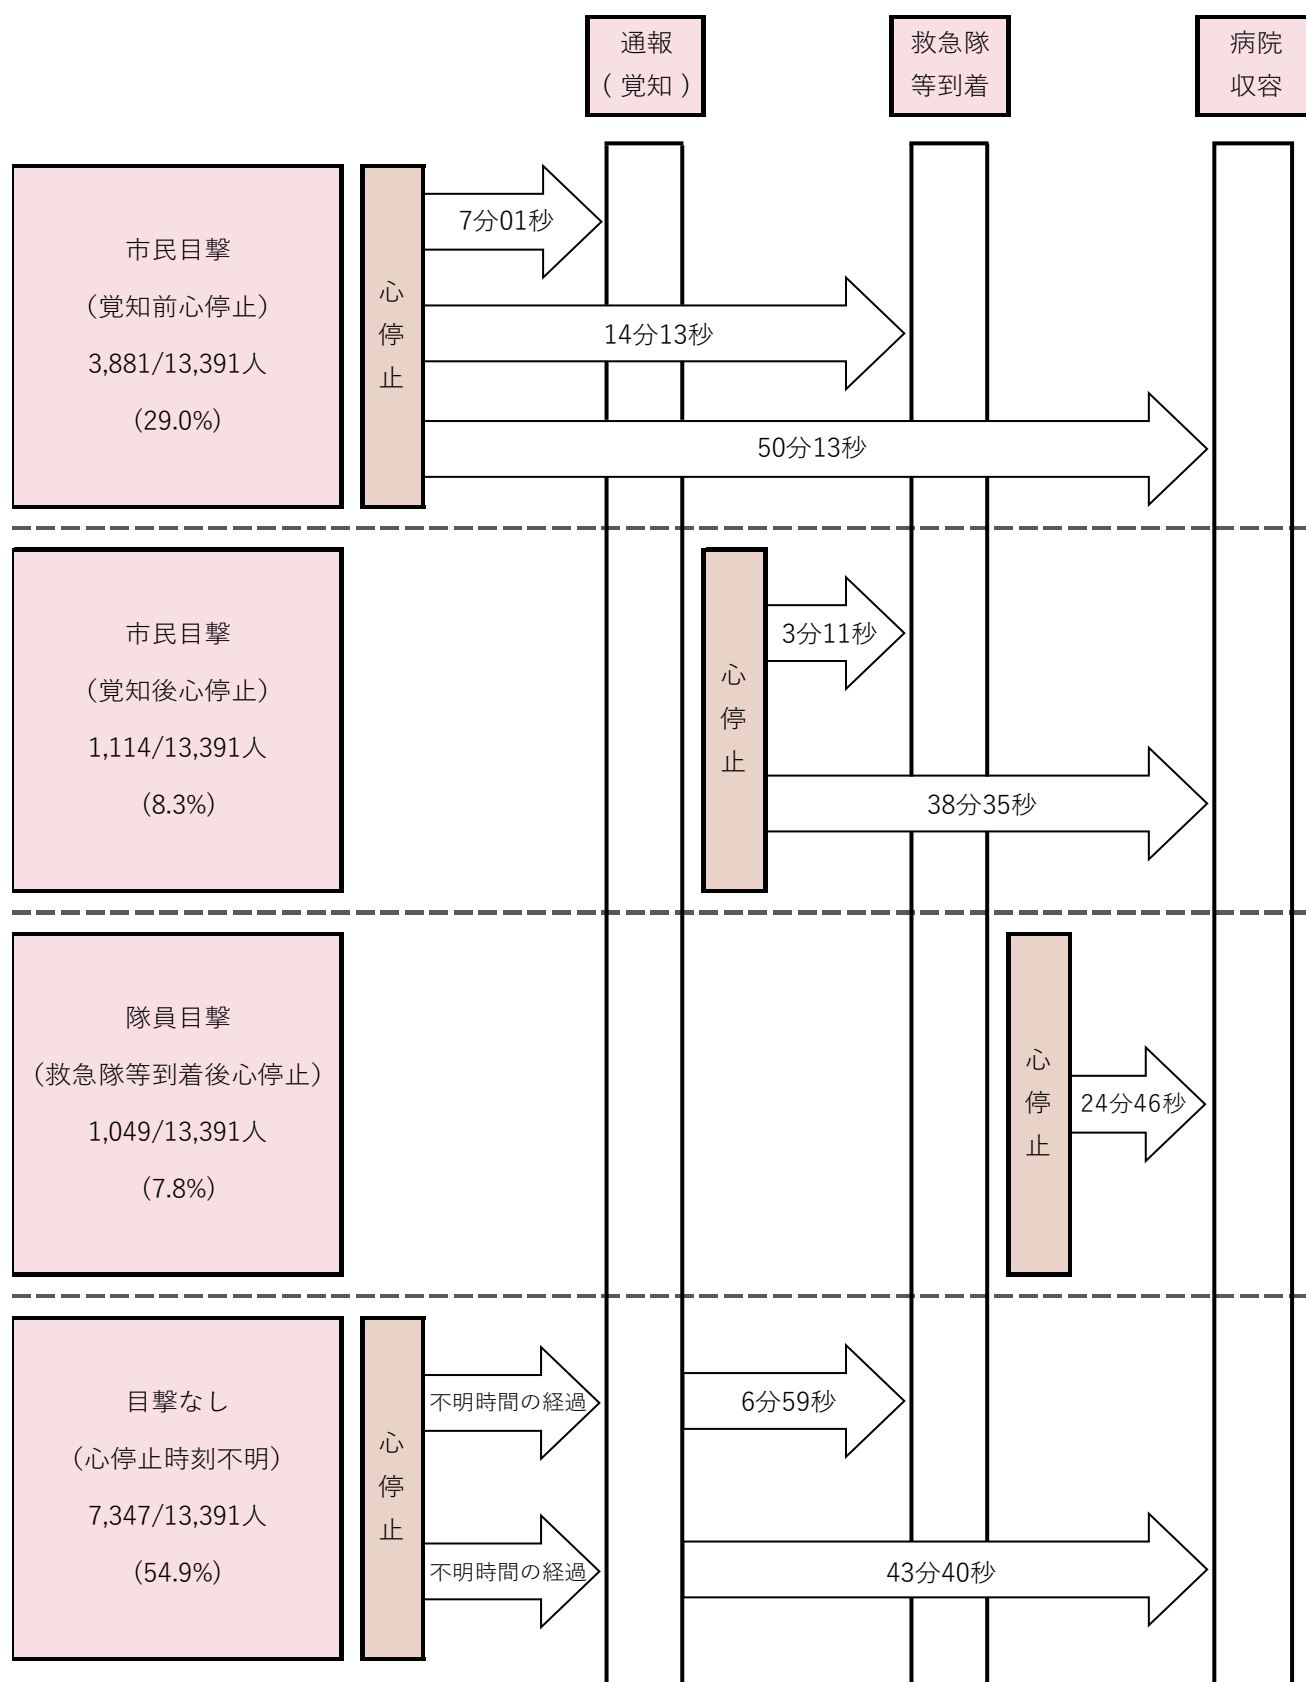 通報
(覚知)
救急隊
等到着
病院
収容
市民目撃
(覚知前心停止)
3,881/13,391人
(29.0%)
心停止
7分01秒
14分13秒
50分13秒
市民目撃
(覚知後心停止)
1,114/13,391人
(8.3%)
心停止
3分11秒
38分35秒
隊員目撃
(救急隊等到着後心停止)
1,049/13,391人
(7.8%)
心停止
24分46秒
目撃なし
(心停止時刻不明)
7,347/13,391人
(54.9%)
心停止
不明時間の経過
6分59秒
不明時間の経過
43分40秒